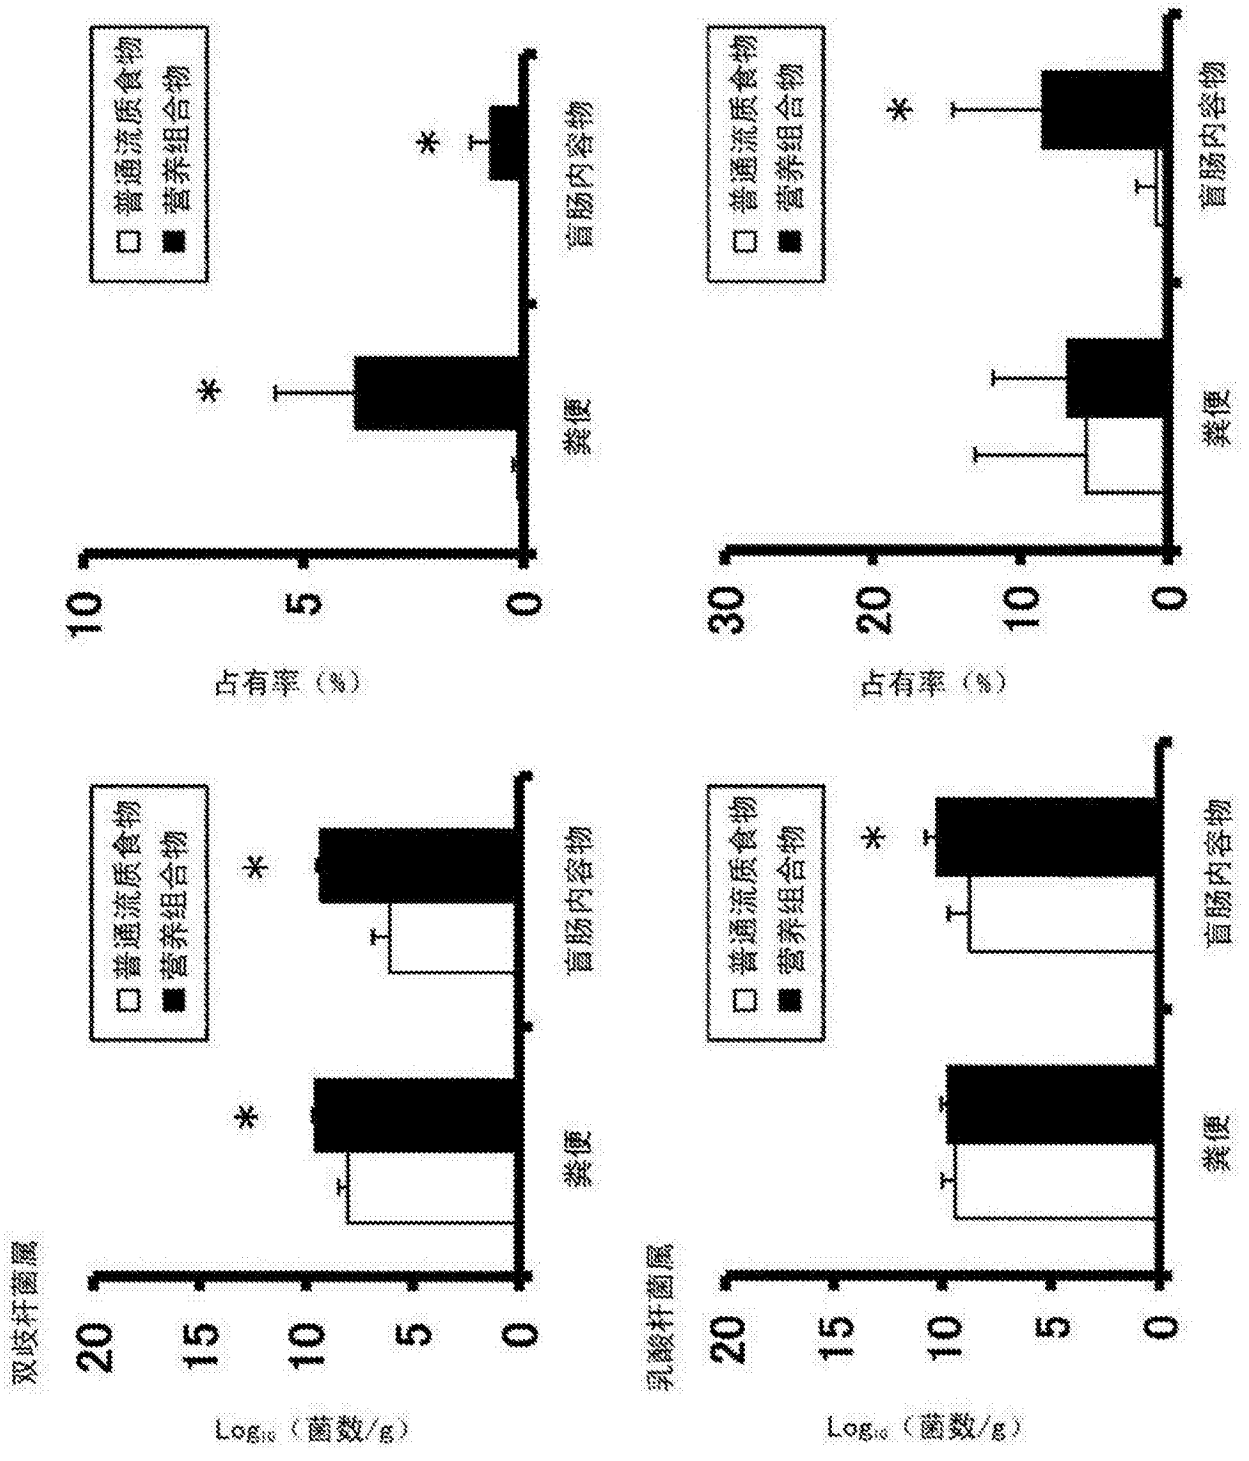 双歧杆菌属
Log₁₀（菌数/g）
20
15
10
5
0
□ 普通流质食物
■ 营养组合物
*
*
粪便
盲肠内容物
占有率（%）
10
5
0
□ 普通流质食物
■ 营养组合物
*
*
粪便
盲肠内容物
乳酸杆菌属
Log₁₀（菌数/g）
20
15
10
5
0
□ 普通流质食物
■ 营养组合物
*
粪便
盲肠内容物
占有率（%）
30
20
10
0
□ 普通流质食物
■ 营养组合物
*
粪便
盲肠内容物